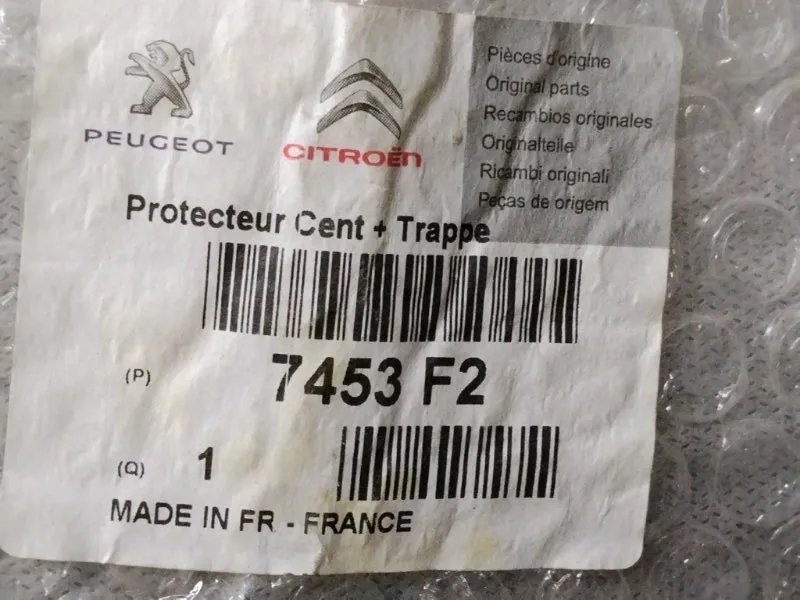 PEUGEOT
CITROËN
Pièces d'origine
Original parts
Recambios originales
Originalteile
Ricambi originali
Peças de origem
Protecteur Cent + Trappe
(P) 7453 F2
(Q) 1
MADE IN FR - FRANCE